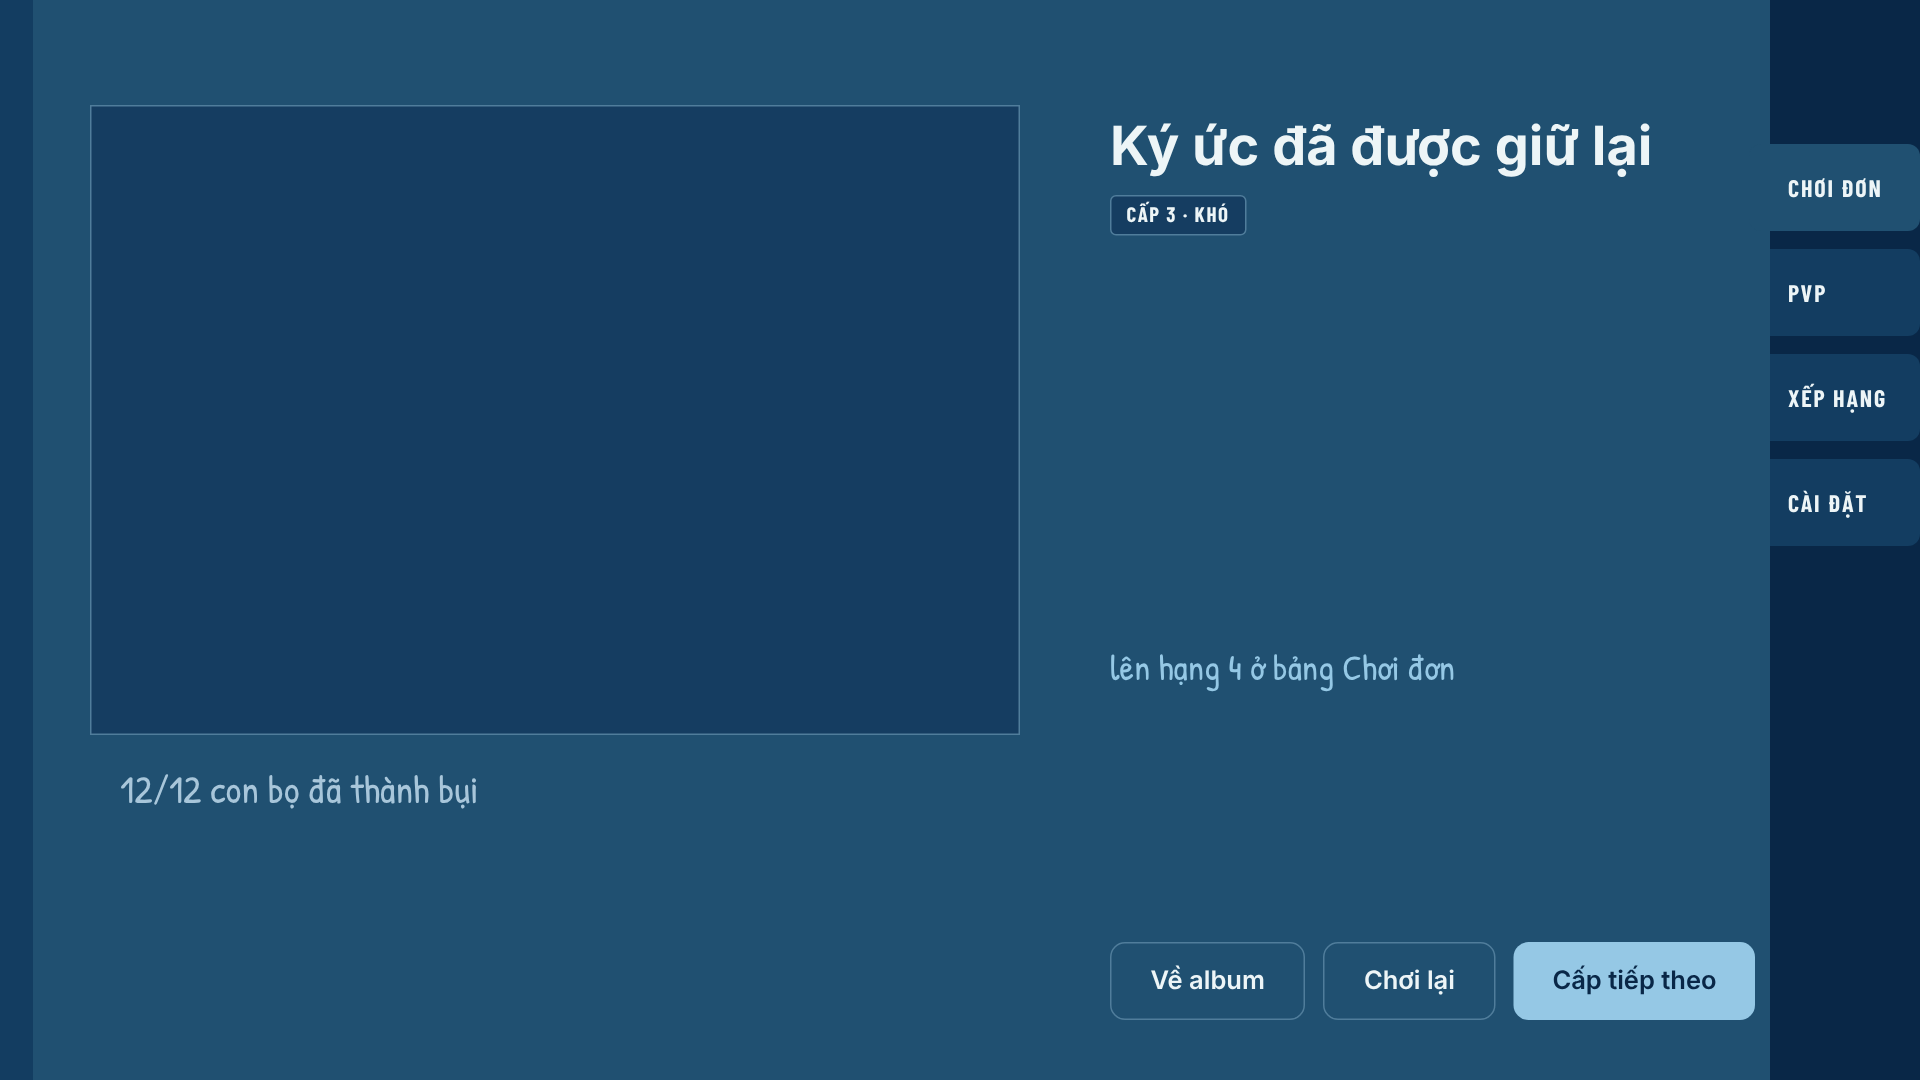 Ký ức đã được giữ lại
CẤP 3 · KHÓ
lên hạng 4 ở bảng Chơi đơn
12/12 con bọ đã thành bụi
Về album
Chơi lại
Cấp tiếp theo
CHƠI ĐƠN
PVP
XẾP HẠNG
CÀI ĐẶT